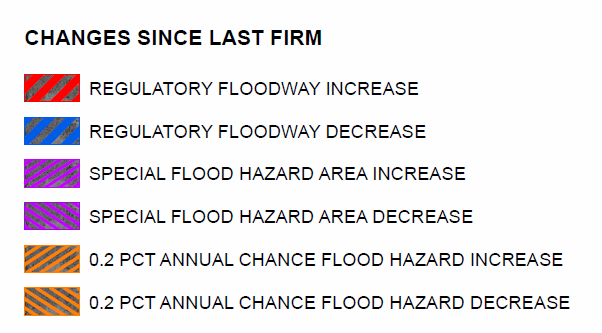 CHANGES SINCE LAST FIRM
REGULATORY FLOODWAY INCREASE
REGULATORY FLOODWAY DECREASE
SPECIAL FLOOD HAZARD AREA INCREASE
SPECIAL FLOOD HAZARD AREA DECREASE
0.2 PCT ANNUAL CHANCE FLOOD HAZARD INCREASE
0.2 PCT ANNUAL CHANCE FLOOD HAZARD DECREASE